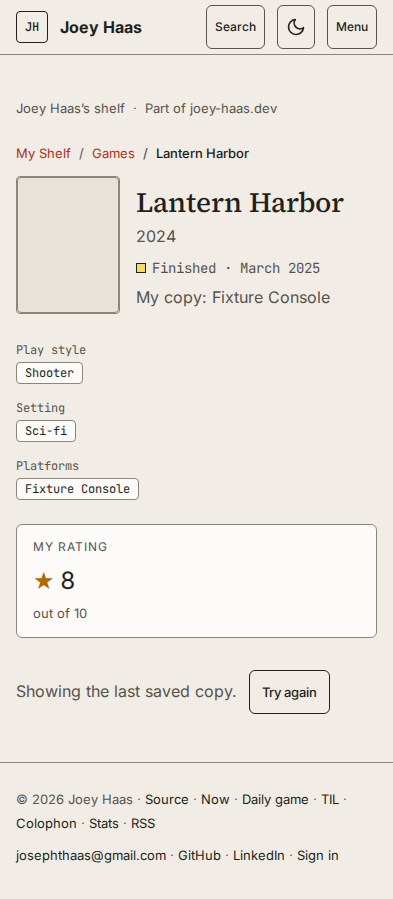 JH Joey Haas Search Menu
Joey Haas’s shelf · Part of joey-haas.dev
My Shelf / Games / Lantern Harbor
Lantern Harbor
2024
Finished · March 2025
My copy: Fixture Console
Play style
Shooter
Setting
Sci-fi
Platforms
Fixture Console
MY RATING
★ 8
out of 10
Showing the last saved copy. Try again
© 2026 Joey Haas · Source · Now · Daily game · TIL ·
Colophon · Stats · RSS
josephthaas@gmail.com · GitHub · LinkedIn · Sign in